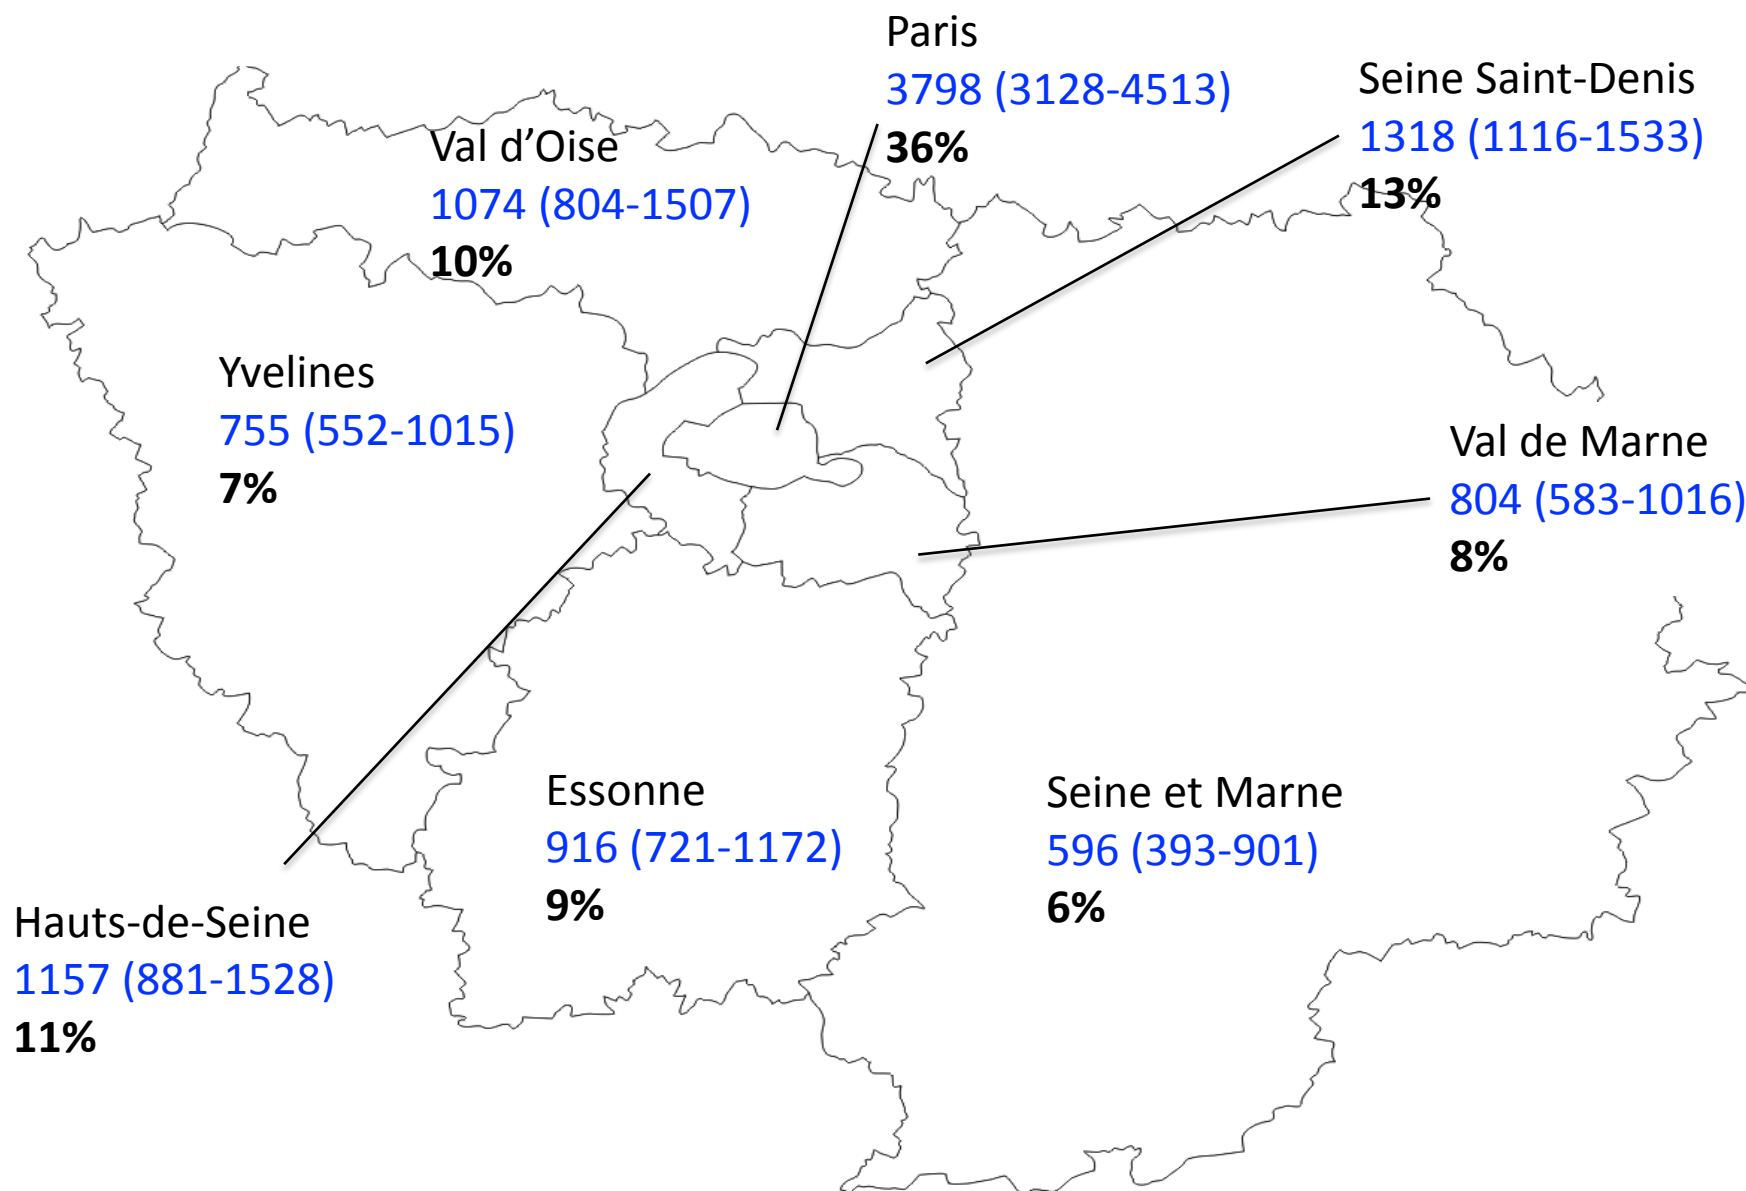 Paris
3798 (3128-4513)
36%
Seine Saint-Denis
1318 (1116-1533)
13%
Val d’Oise
1074 (804-1507)
10%
Yvelines
755 (552-1015)
7%
Val de Marne
804 (583-1016)
8%
Essonne
916 (721-1172)
9%
Seine et Marne
596 (393-901)
6%
Hauts-de-Seine
1157 (881-1528)
11%